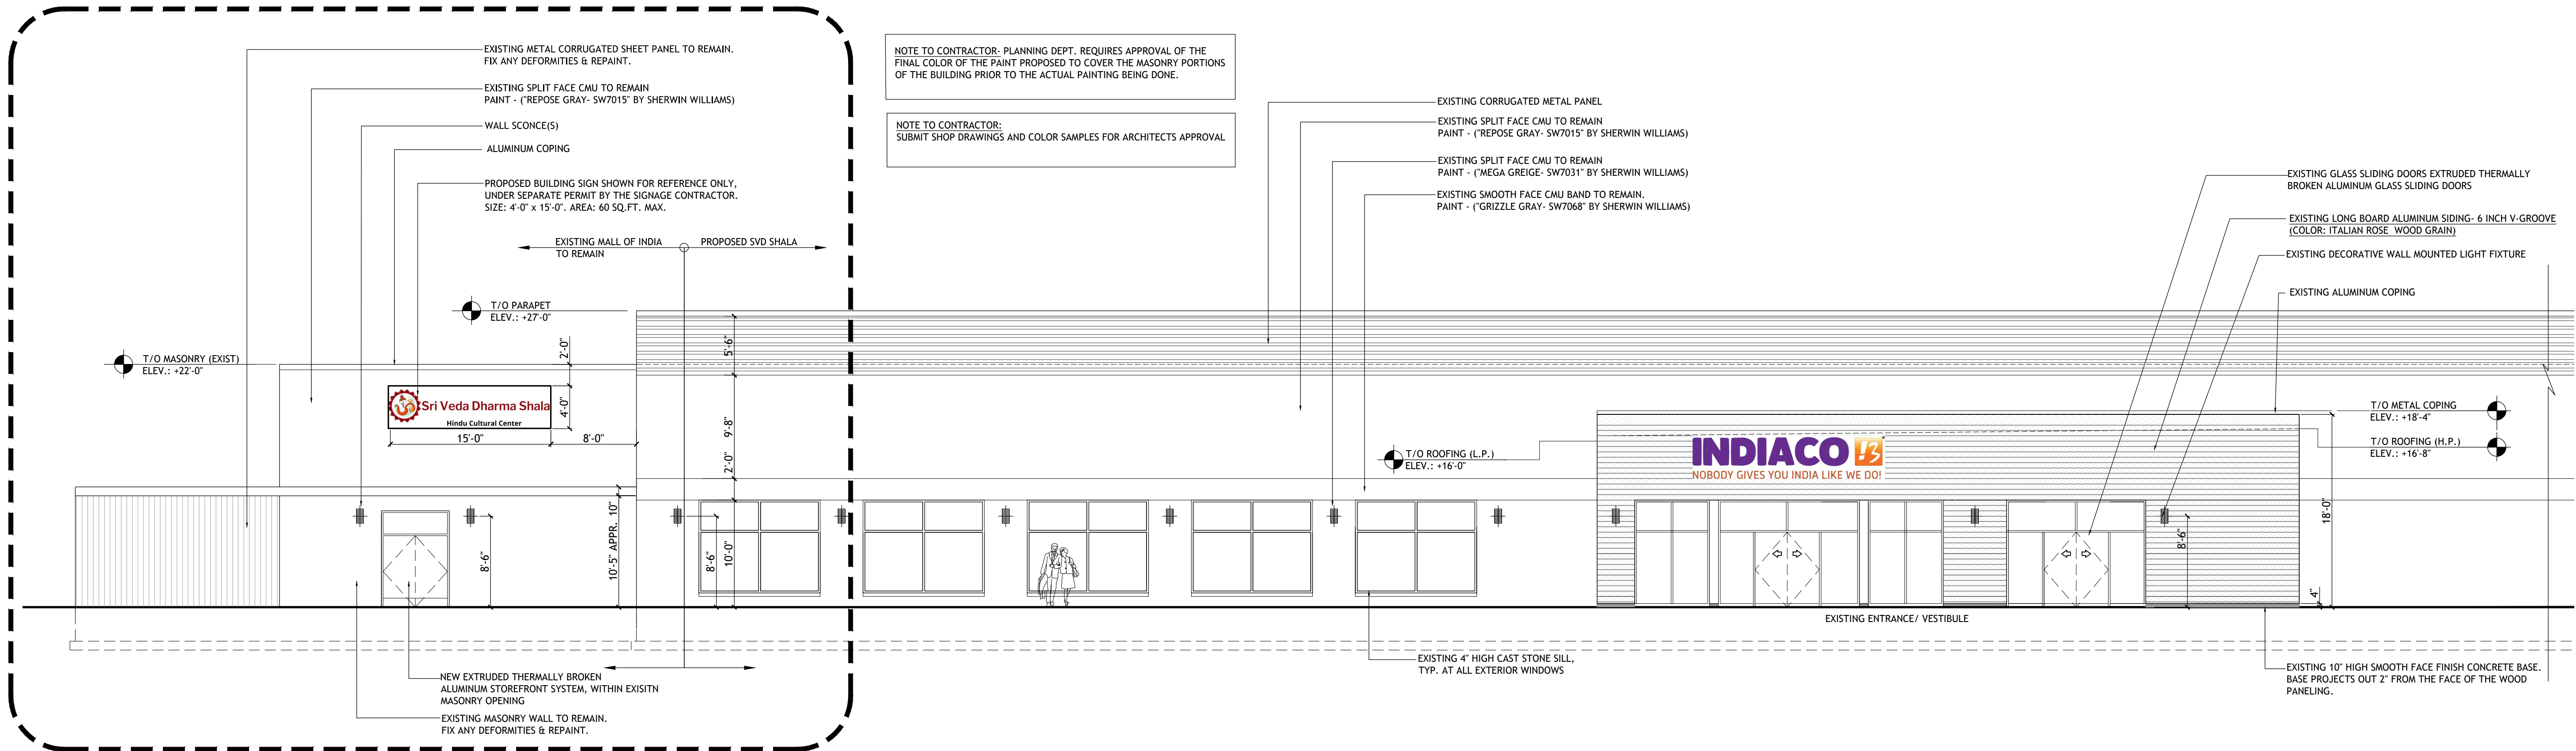 EXISTING METAL CORRUGATED SHEET PANEL TO REMAIN.
FIX ANY DEFORMITIES & REPAINT.
EXISTING SPLIT FACE CMU TO REMAIN
PAINT - ("REPOSE GRAY- SW7015" BY SHERWIN WILLIAMS)
WALL SCONCE(S)
ALUMINUM COPING
PROPOSED BUILDING SIGN SHOWN FOR REFERENCE ONLY,
UNDER SEPARATE PERMIT BY THE SIGNAGE CONTRACTOR.
SIZE: 4'-0" x 15'-0". AREA: 60 SQ.FT. MAX.
EXISTING MALL OF INDIA
TO REMAIN
PROPOSED SVD SHALA
T/O PARAPET
ELEV.: +27'-0"
T/O MASONRY (EXIST)
ELEV.: +22'-0"
2'-0"
4'-0"
Sri Veda Dharma Shala
Hindu Cultural Center
15'-0"
8'-0"
5'-6"
9'-8"
2'-0"
10'-0"
8'-6"
10'-5" APPR.
10"
8'-6"
NEW EXTRUDED THERMALLY BROKEN
ALUMINUM STOREFRONT SYSTEM, WITHIN EXISITN
MASONRY OPENING
EXISTING MASONRY WALL TO REMAIN.
FIX ANY DEFORMITIES & REPAINT.
NOTE TO CONTRACTOR- PLANNING DEPT. REQUIRES APPROVAL OF THE
FINAL COLOR OF THE PAINT PROPOSED TO COVER THE MASONRY PORTIONS
OF THE BUILDING PRIOR TO THE ACTUAL PAINTING BEING DONE.
NOTE TO CONTRACTOR:
SUBMIT SHOP DRAWINGS AND COLOR SAMPLES FOR ARCHITECTS APPROVAL
EXISTING CORRUGATED METAL PANEL
EXISTING SPLIT FACE CMU TO REMAIN
PAINT - ("REPOSE GRAY- SW7015" BY SHERWIN WILLIAMS)
EXISTING SPLIT FACE CMU TO REMAIN
PAINT - ("MEGA GREIGE- SW7031" BY SHERWIN WILLIAMS)
EXISTING SMOOTH FACE CMU BAND TO REMAIN.
PAINT - ("GRIZZLE GRAY- SW7068" BY SHERWIN WILLIAMS)
T/O ROOFING (L.P.)
ELEV.: +16'-0"
EXISTING 4" HIGH CAST STONE SILL,
TYP. AT ALL EXTERIOR WINDOWS
INDIACO
NOBODY GIVES YOU INDIA LIKE WE DO!
EXISTING ENTRANCE/ VESTIBULE
EXISTING GLASS SLIDING DOORS EXTRUDED THERMALLY
BROKEN ALUMINUM GLASS SLIDING DOORS
EXISTING LONG BOARD ALUMINUM SIDING- 6 INCH V-GROOVE
(COLOR: ITALIAN ROSE WOOD GRAIN)
EXISTING DECORATIVE WALL MOUNTED LIGHT FIXTURE
EXISTING ALUMINUM COPING
T/O METAL COPING
ELEV.: +18'-4"
T/O ROOFING (H.P.)
ELEV.: +16'-8"
18'-0"
8'-6"
4"
EXISTING 10" HIGH SMOOTH FACE FINISH CONCRETE BASE.
BASE PROJECTS OUT 2" FROM THE FACE OF THE WOOD
PANELING.